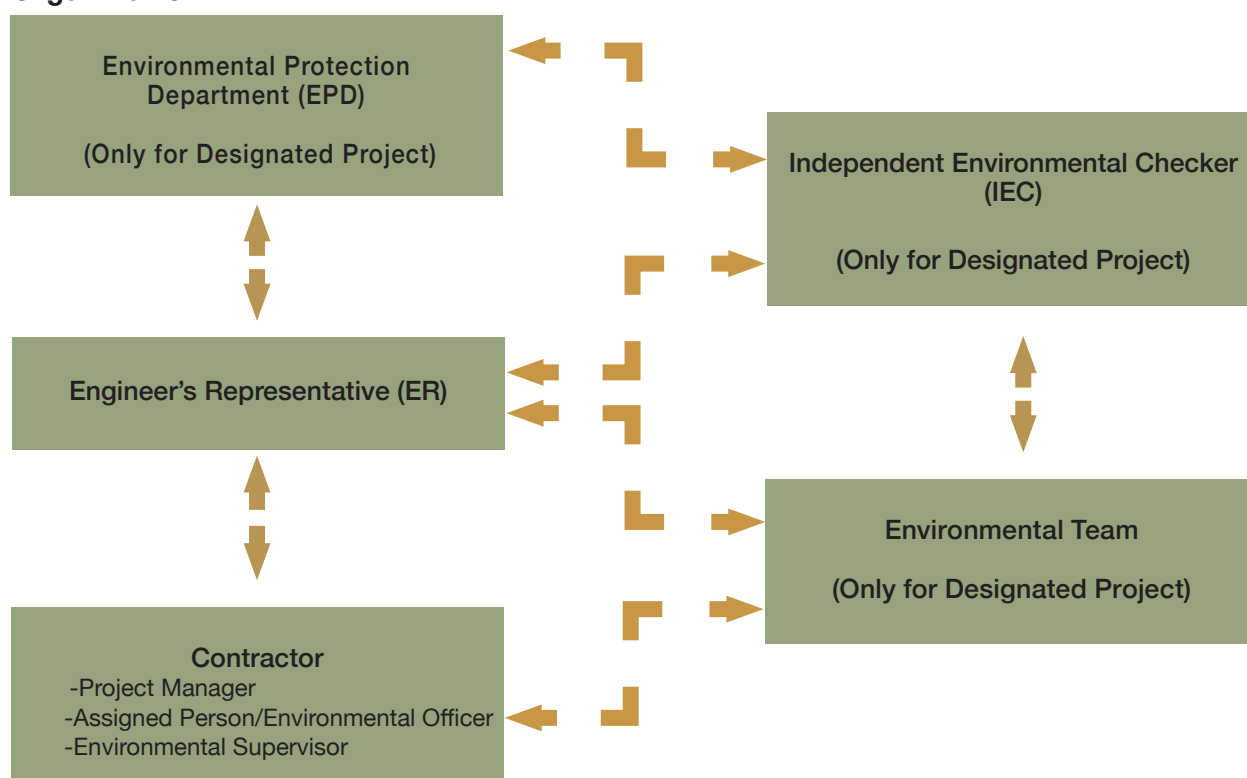 Environmental Protection
Department (EPD)
(Only for Designated Project)
Independent Environmental Checker
(IEC)
(Only for Designated Project)
Engineer’s Representative (ER)
Environmental Team
(Only for Designated Project)
Contractor
-Project Manager
-Assigned Person/Environmental Officer
-Environmental Supervisor